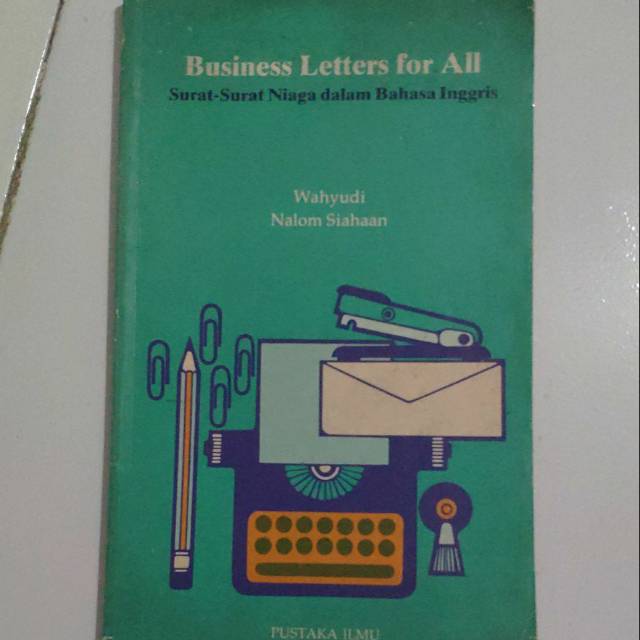 Business Letters for All
Surat-Surat Niaga dalam Bahasa Inggris
Wahyudi
Nalom Siahaan
PUSTAKA ILMU